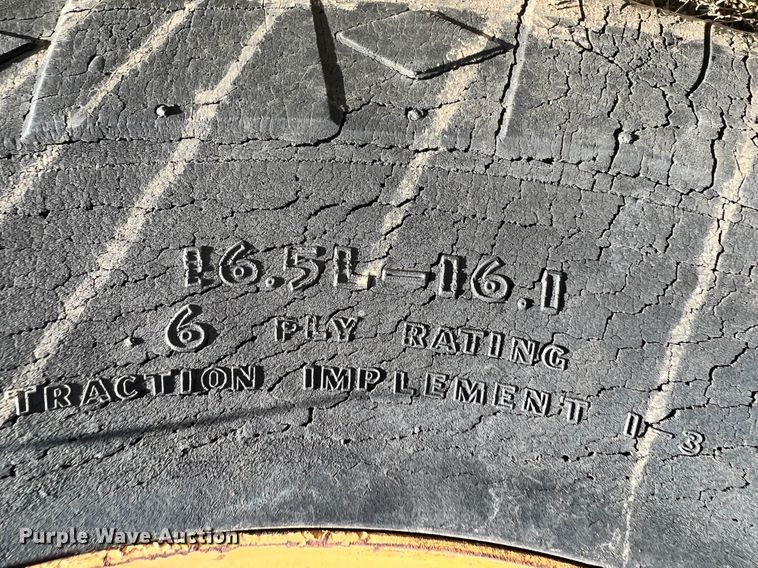 16.5L-16.1
6 PLY RATING
TRACTION IMPLEMENT I-3
Purple Wave Auction